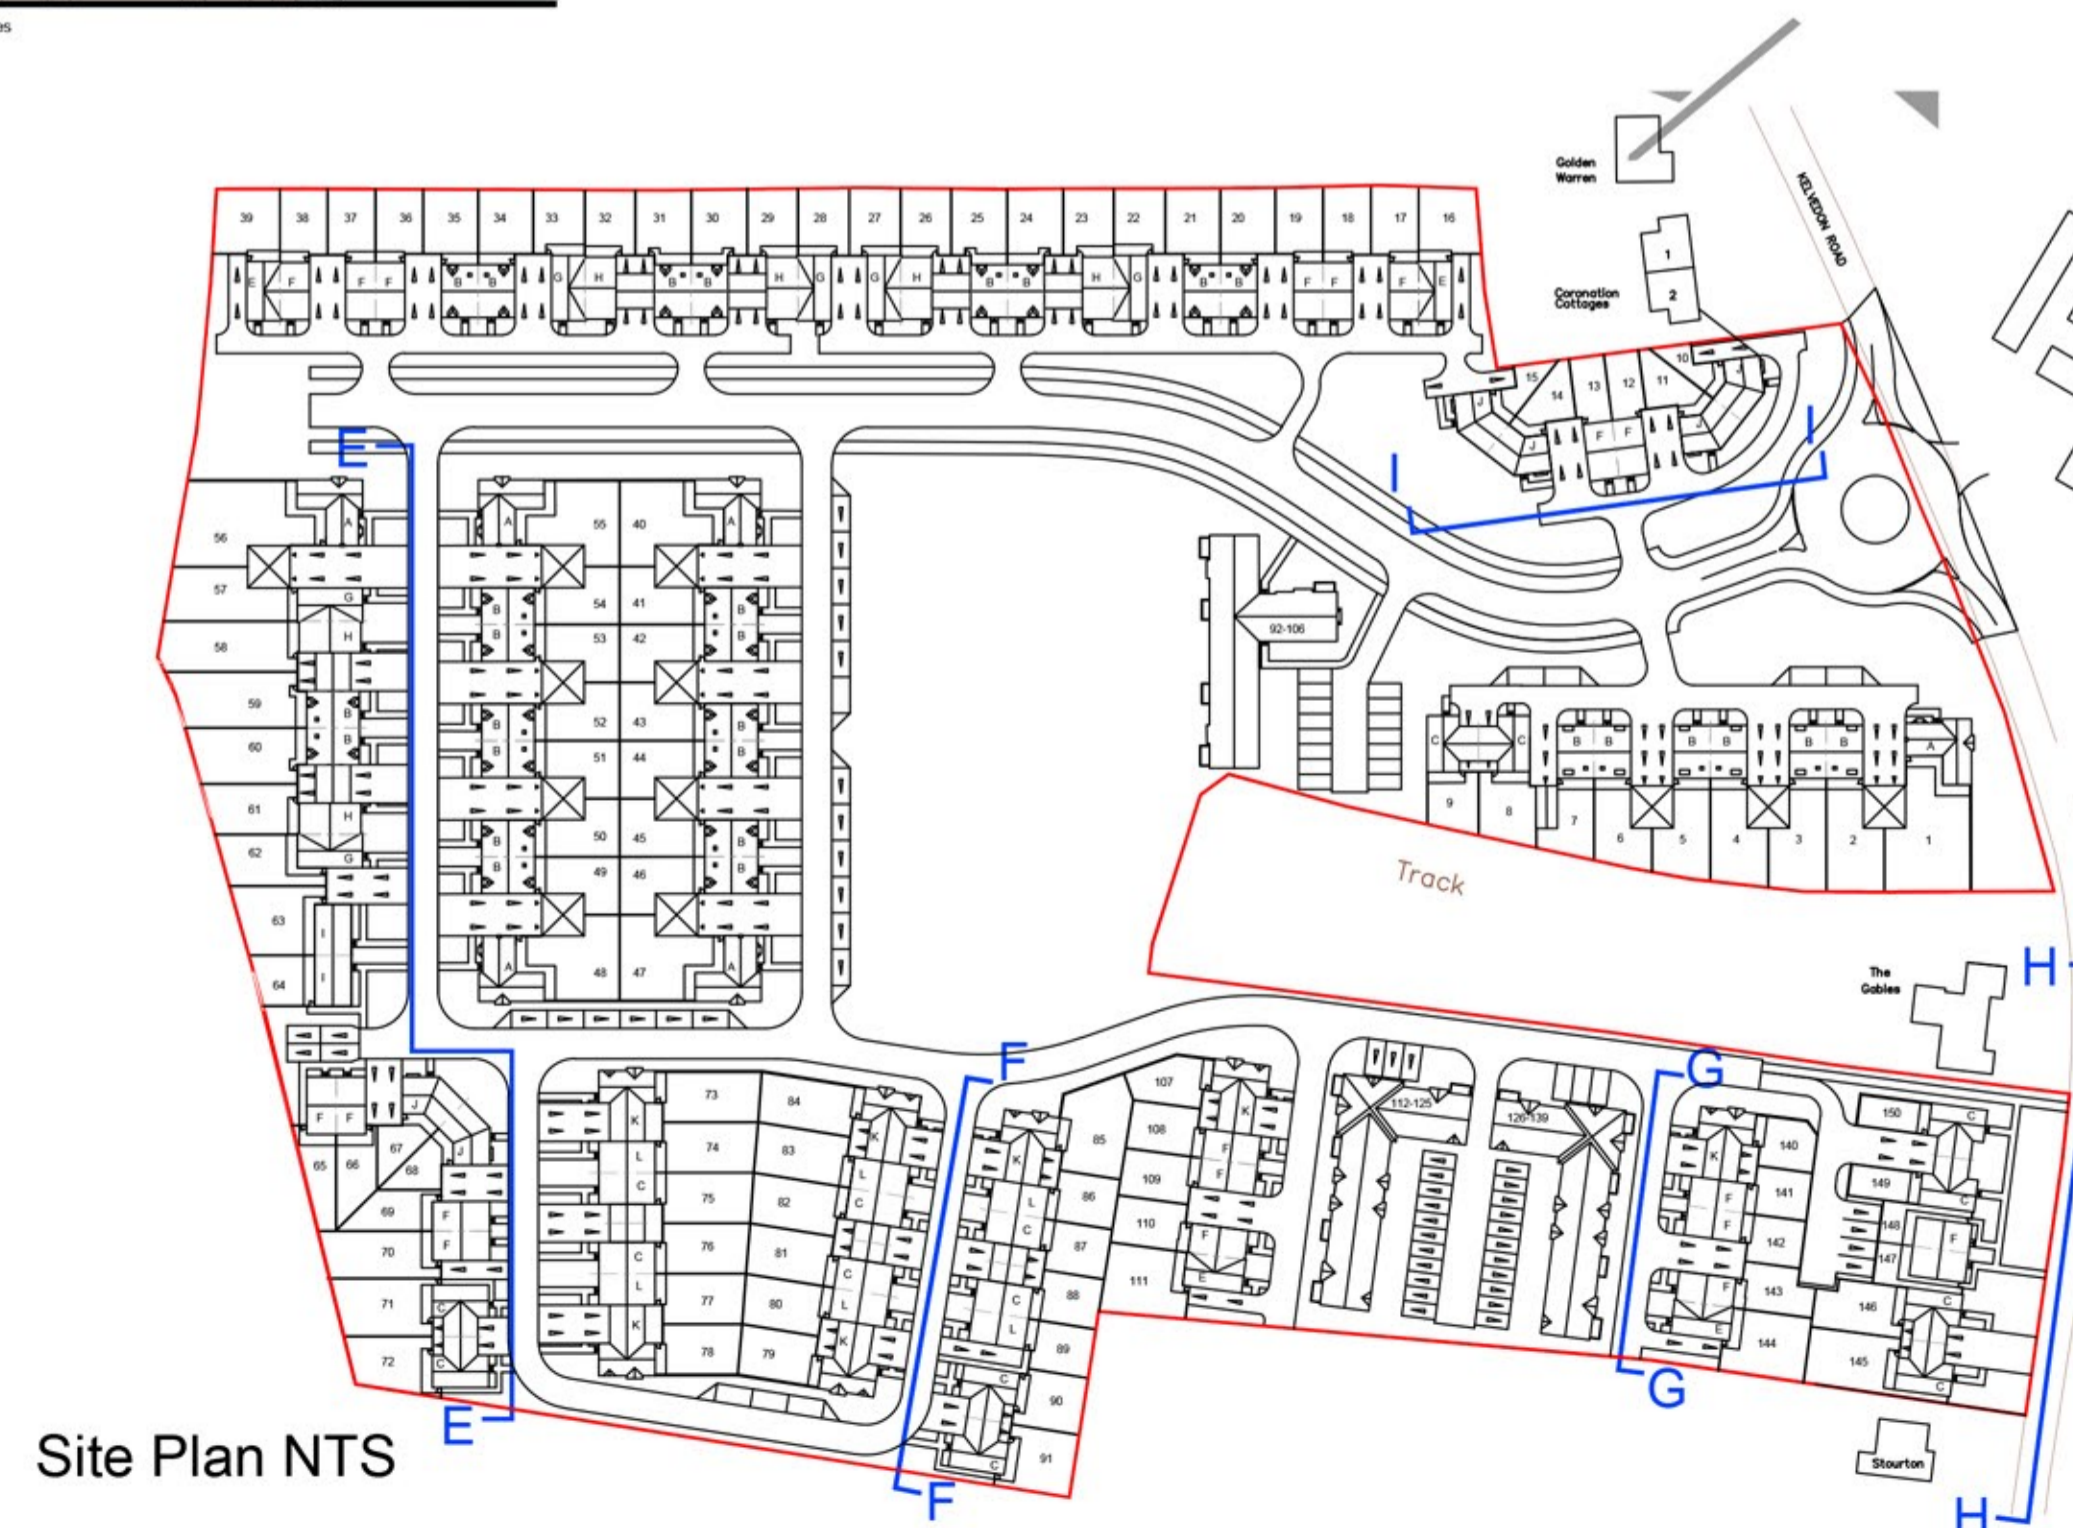 es
Golden
Warren
KELVEDON ROAD
39 38 37 36 35 34 33 32 31 30 29 28 27 26 25 24 23 22 21 20 19 18 17 16
1
2
Coronation
Cottages
E F F F B B G H B B H G G H B B H G B B F F F E
10
15 14 13 12 11
J J F F J J
E
I I
56 A A 55 40 A
57 G B 54 41 B
58 H B 53 42 B
92-106
59 B B 52 43 B
60 B B 51 44 B
C C B B B B B B A
61 H B 50 45 B
62 G B 49 46 B
9 8 7 6 5 4 3 2 1
Track
63 I
64 I A 48 47 A
The
Gables
H
F
G
F F J J
65 66 67 68
69 F
70 F
71 C
72 C
73 74 75 76 77 78
K L C C L K
84 83 82 81 80 79
K L C C L K
K L C C L C C
85 86 87 88 89 90 91
107 108 109 110 111
K F F F E
112-125
126-139
K F F F E
140 141 142 143 144
150 149 148 147 146 145
C C F C C
E
F
G
Stourton
H
Site Plan NTS